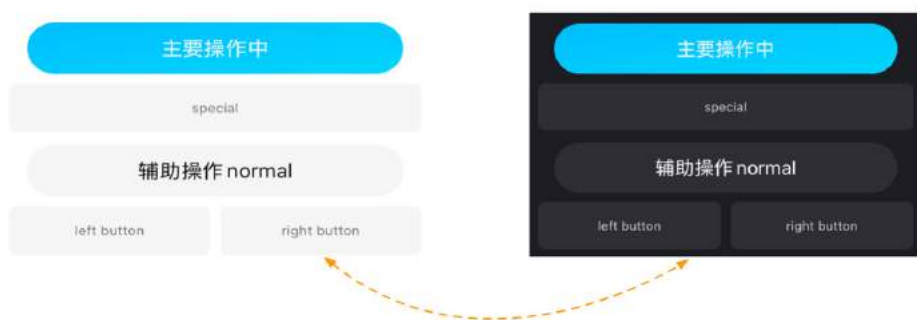 主要操作中
special
辅助操作 normal
left button
right button
主要操作中
special
辅助操作 normal
left button
right button